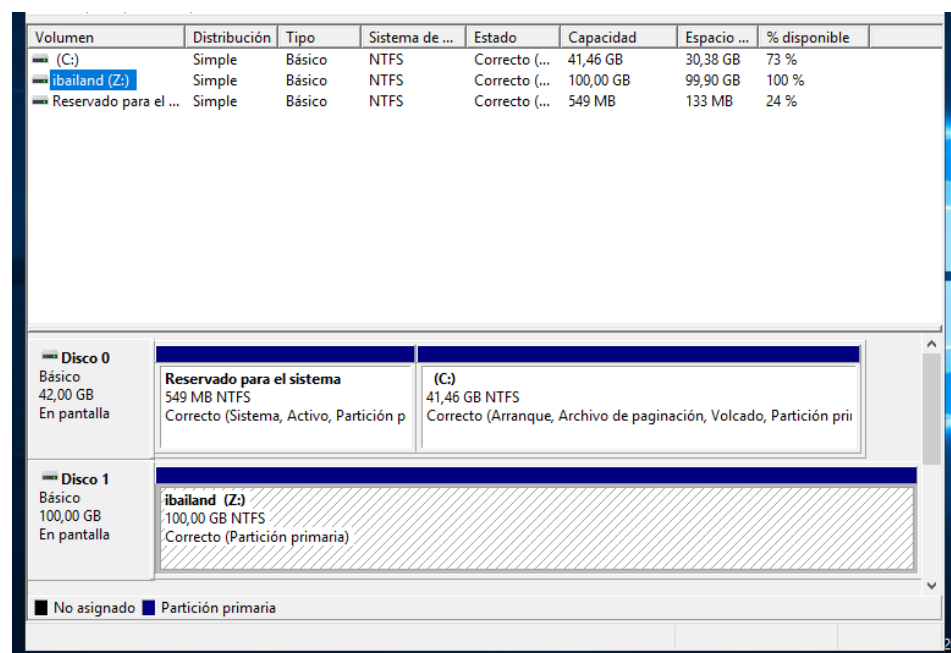 Volumen Distribución Tipo Sistema de ... Estado Capacidad Espacio ... % disponible
(C:) Simple Básico NTFS Correcto (... 41,46 GB 30,38 GB 73 %
ibailand (Z:) Simple Básico NTFS Correcto (... 100,00 GB 99,90 GB 100 %
Reservado para el ... Simple Básico NTFS Correcto (... 549 MB 133 MB 24 %
Disco 0
Básico
42,00 GB
En pantalla
Reservado para el sistema
549 MB NTFS
Correcto (Sistema, Activo, Partición p
(C:)
41,46 GB NTFS
Correcto (Arranque, Archivo de paginación, Volcado, Partición prii
Disco 1
Básico
100,00 GB
En pantalla
ibailand (Z:)
100,00 GB NTFS
Correcto (Partición primaria)
No asignado Partición primaria